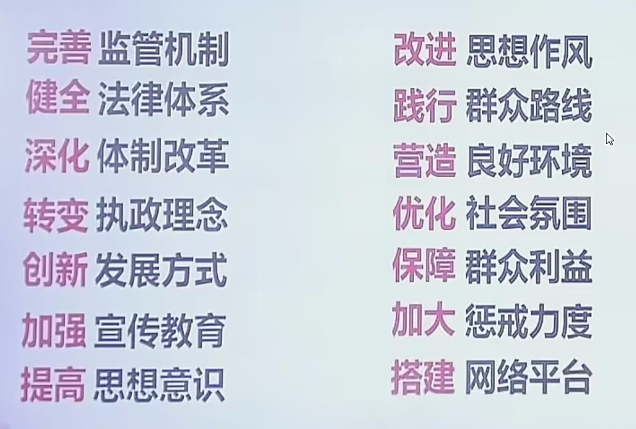 完善 监管机制
健全 法律体系
深化 体制改革
转变 执政理念
创新 发展方式
加强 宣传教育
提高 思想意识
改进 思想作风
践行 群众路线
营造 良好环境
优化 社会氛围
保障 群众利益
加大 惩戒力度
搭建 网络平台